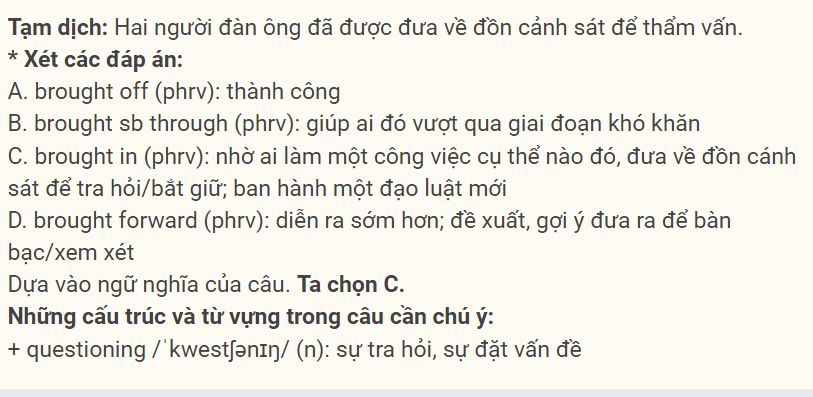 Tạm dịch: Hai người đàn ông đã được đưa về đồn cảnh sát để thẩm vấn.
* Xét các đáp án:
A. brought off (phrv): thành công
B. brought sb through (phrv): giúp ai đó vượt qua giai đoạn khó khăn
C. brought in (phrv): nhờ ai làm một công việc cụ thể nào đó, đưa về đồn cánh
sát để tra hỏi/bắt giữ; ban hành một đạo luật mới
D. brought forward (phrv): diễn ra sớm hơn; đề xuất, gợi ý đưa ra để bàn
bạc/xem xét
Dựa vào ngữ nghĩa của câu. Ta chọn C.
Những cấu trúc và từ vựng trong câu cần chú ý:
+ questioning /ˈkwestʃənɪŋ/ (n): sự tra hỏi, sự đặt vấn đề